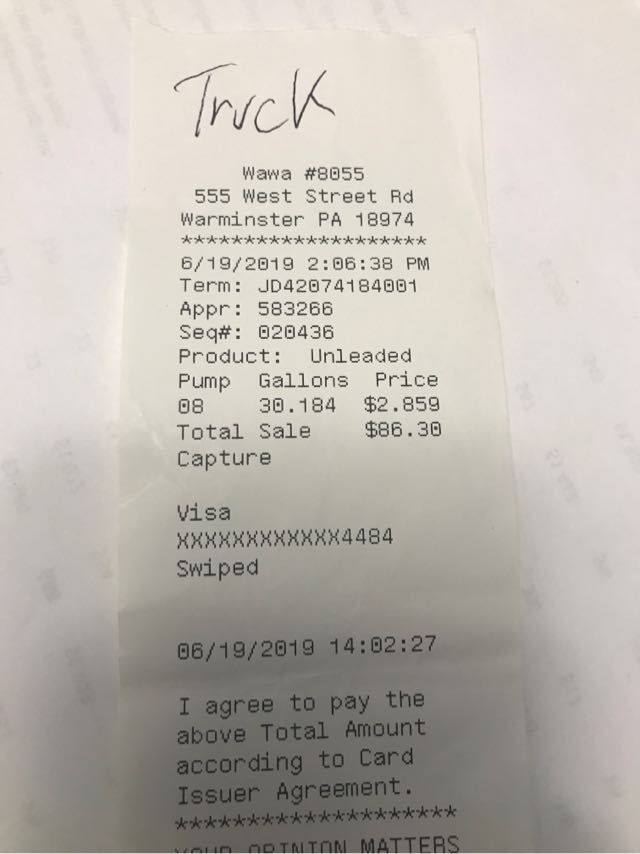 Truck
Wawa #8055
555 West Street Rd
Warminster PA 18974
*********************
6/19/2019 2:06:38 PM
Term: JD42074184001
Appr: 583266
Seq#: 020436
Product: Unleaded
Pump Gallons Price
08 30.184 $2.859
Total Sale $86.30
Capture
Visa
XXXXXXXXXXXX4484
Swiped
06/19/2019 14:02:27
I agree to pay the
above Total Amount
according to Card
Issuer Agreement.
********************
YOUR OPINION MATTERS